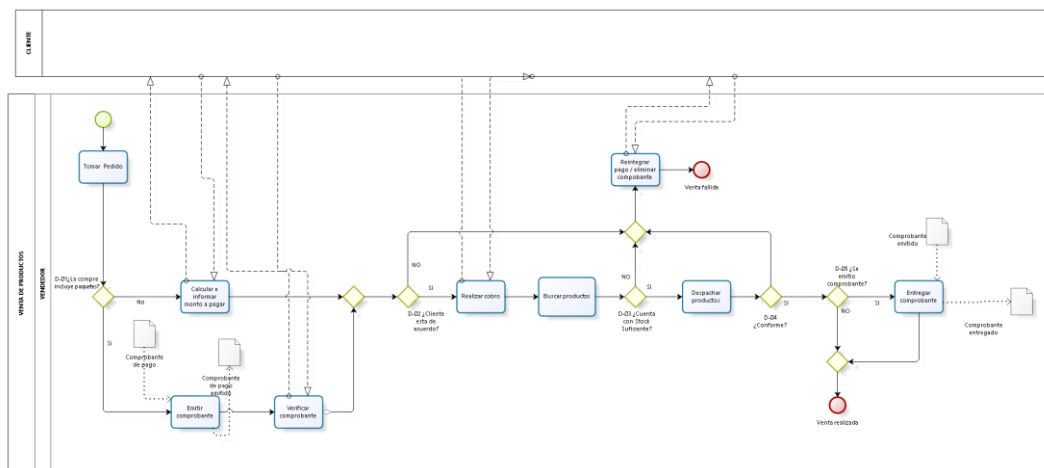 CLIENTE
VENTA DE PRODUCTOS
VENDEDOR
Tomar Pedido
D-01¿La compra
incluye paquetes?
No
SI
Calcular e
informar
monto a pagar
Comprobante
de pago
Comprobante
de pago
emitido
Emitir
comprobante
Verificar
comprobante
NO
SI
D-02 ¿Cliente
esta de
acuerdo?
Realizar cobro
Buscar productos
Reintegrar
pago / eliminar
comprobante
Venta fallida
NO
SI
D-03 ¿Cuenta
con Stock
Suficiente?
Despachar
productos
D-04
¿Conforme?
SI
D-05 ¿Se
emitio
comprobante?
SI
NO
Comprobante
emitido
Entregar
comprobante
Comprobante
entregado
Venta realizada